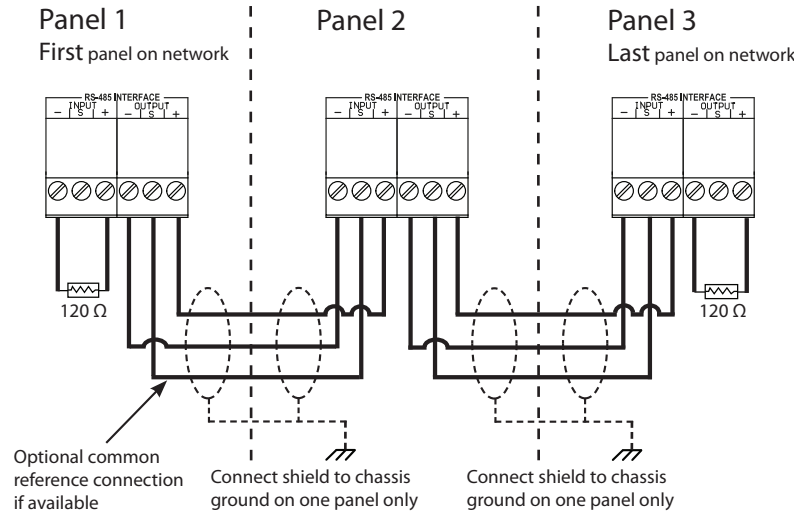 Panel 1
First panel on network
Panel 2
Panel 3
Last panel on network
RS-485 INTERFACE
INPUT OUTPUT
- S + - S +
RS-485 INTERFACE
INPUT OUTPUT
- S + - S +
RS-485 INTERFACE
INPUT OUTPUT
- S + - S +
120 Ω
120 Ω
Optional common
reference connection
if available
Connect shield to chassis
ground on one panel only
Connect shield to chassis
ground on one panel only